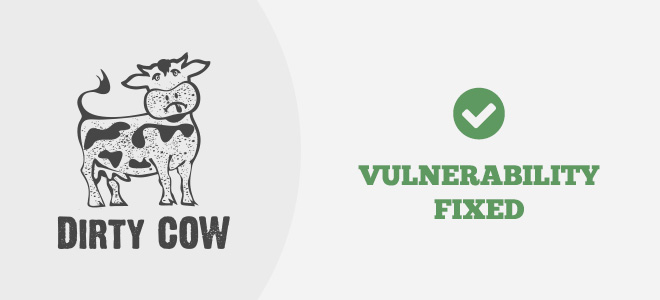 DIRTY COW
VULNERABILITY
FIXED